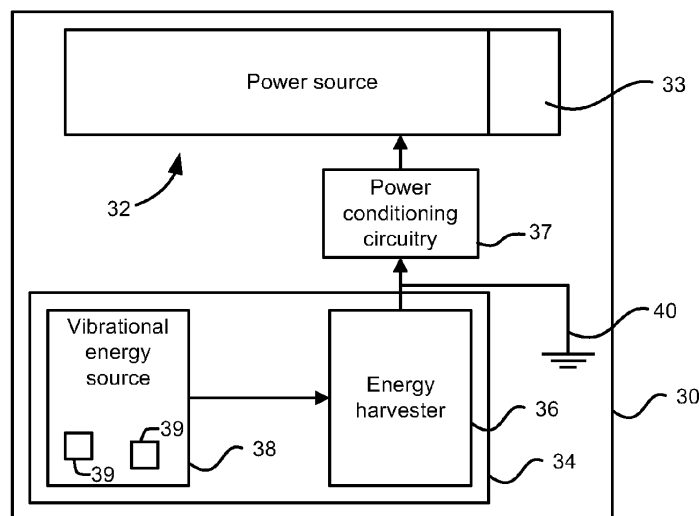 Power source
33
32
Power
conditioning
circuitry
37
40
Vibrational
energy
source
Energy
harvester
30
36
39
39
38
34